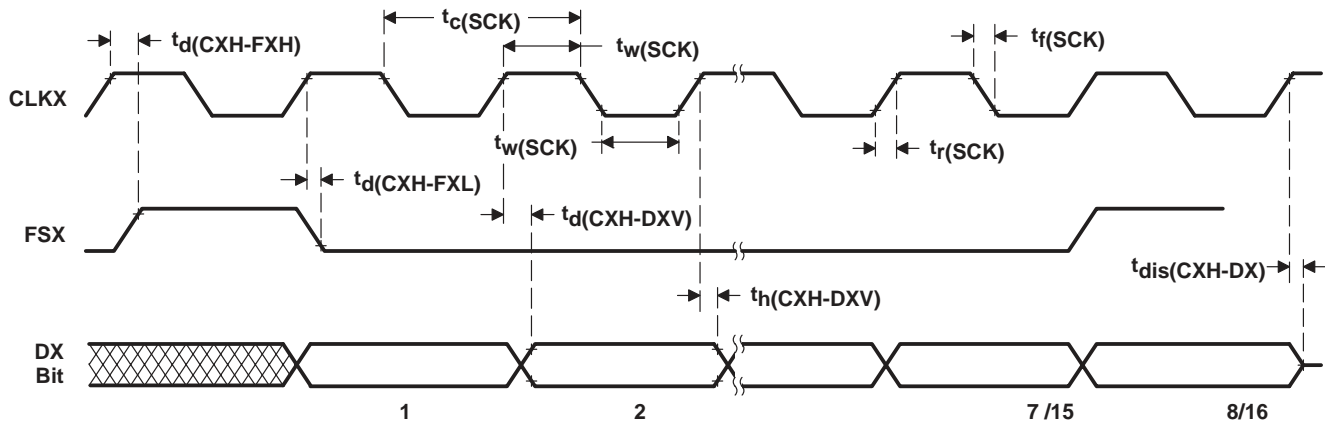 tc(SCK)
td(CXH-FXH)
tw(SCK)
tf(SCK)
CLKX
tw(SCK)
tr(SCK)
td(CXH-FXL)
td(CXH-DXV)
FSX
tdis(CXH-DX)
th(CXH-DXV)
DX
Bit
1 2 7 /15 8/16